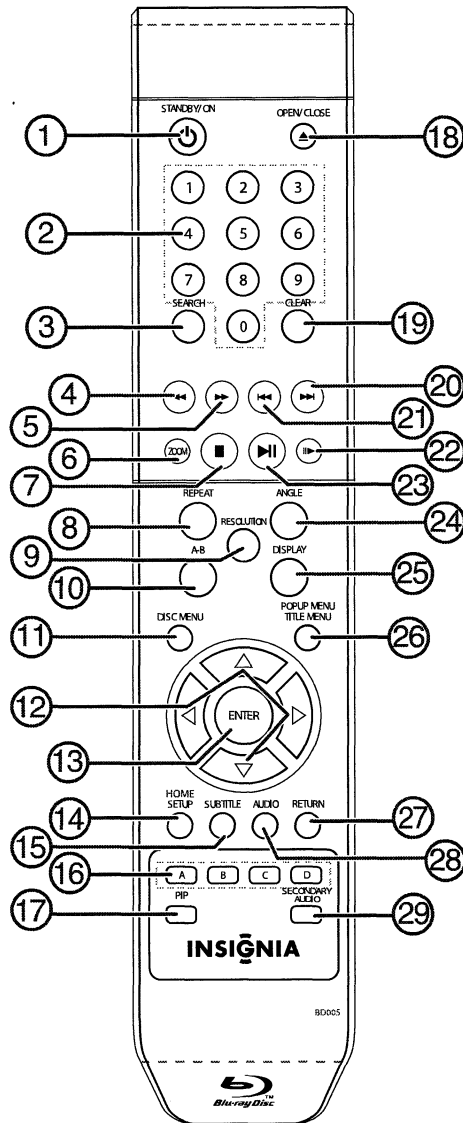 STANDBY/ON
OPEN/CLOSE
1
18
1 2 3
2
4 5 6
7 8 9
SEARCH
CLEAR
3
0
19
4
20
5
21
6
ZOOM
22
7
23
REPEAT
ANGLE
8
RESOLUTION
24
9
A-B
DISPLAY
10
25
DISC MENU
POPUP MENU
TITLE MENU
11
26
12
ENTER
13
HOME
SETUP
SUBTITLE
AUDIO
RETURN
14
27
15
28
16
A B C D
17
PIP
SECONDARY
AUDIO
29
INSIGNIA
BD005
Blu-ray Disc™